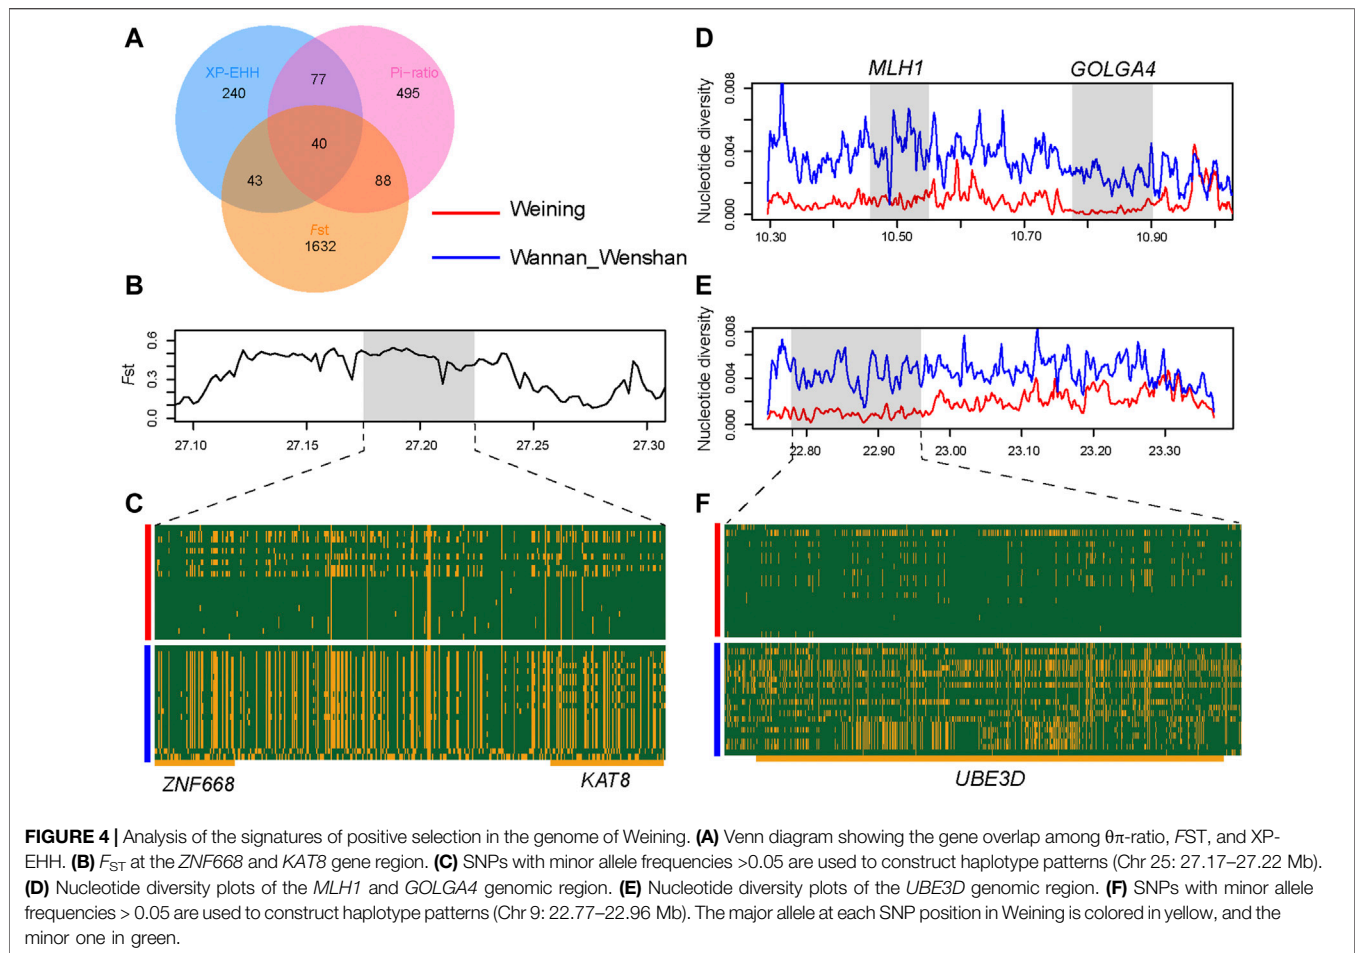 A
XP-EHH
240
77
Pi-ratio
495
40
43
88
Fst
1632
Weining
Wannan_Wenshan
D
MLH1
GOLGA4
Nucleotide diversity
0.008
0.004
0.000
10.30
10.50
10.70
10.90
B
Fst
0.6
0.3
0.0
27.10
27.15
27.20
27.25
27.30
E
Nucleotide diversity
0.008
0.004
0.000
22.80
22.90
23.00
23.10
23.20
23.30
C
ZNF668
KAT8
F
UBE3D
FIGURE 4 | Analysis of the signatures of positive selection in the genome of Weining. (A) Venn diagram showing the gene overlap among θπ-ratio, FST, and XP-
EHH. (B) FST at the ZNF668 and KAT8 gene region. (C) SNPs with minor allele frequencies >0.05 are used to construct haplotype patterns (Chr 25: 27.17–27.22 Mb).
(D) Nucleotide diversity plots of the MLH1 and GOLGA4 genomic region. (E) Nucleotide diversity plots of the UBE3D genomic region. (F) SNPs with minor allele
frequencies > 0.05 are used to construct haplotype patterns (Chr 9: 22.77–22.96 Mb). The major allele at each SNP position in Weining is colored in yellow, and the
minor one in green.